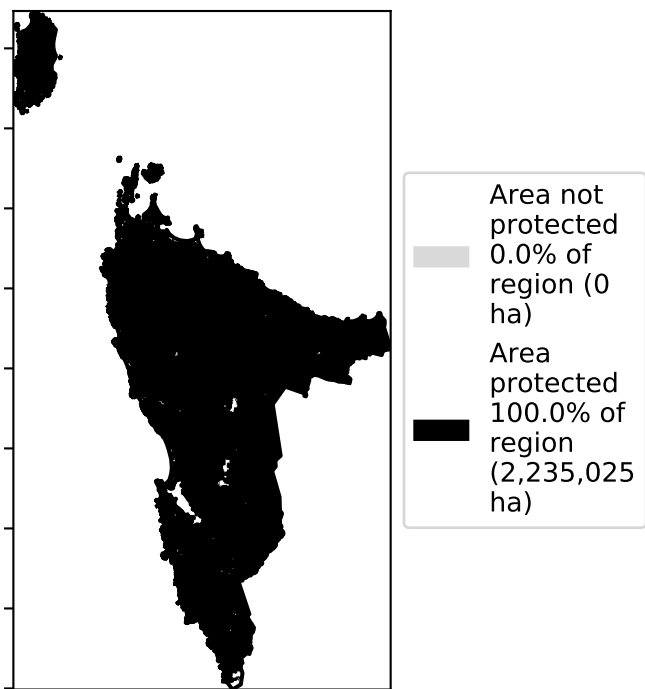 Area not
protected
0.0% of
region (0
ha)
Area
protected
100.0% of
region
(2,235,025
ha)